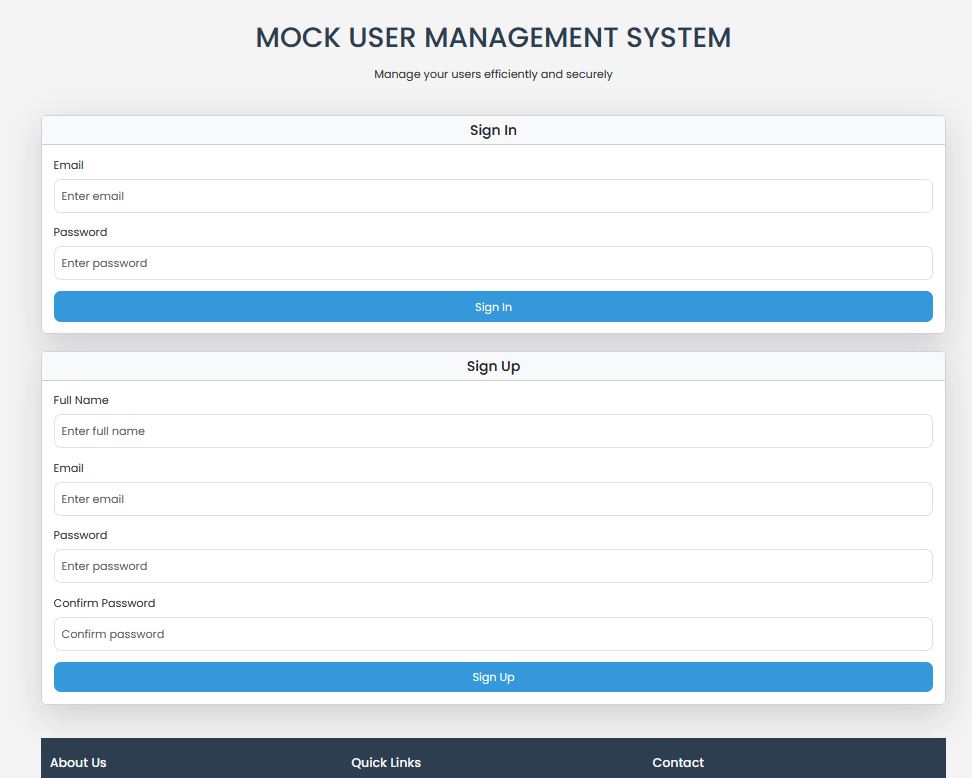 MOCK USER MANAGEMENT SYSTEM
Manage your users efficiently and securely
Sign In
Email
Enter email
Password
Enter password
Sign In
Sign Up
Full Name
Enter full name
Email
Enter email
Password
Enter password
Confirm Password
Confirm password
Sign Up
About Us Quick Links Contact